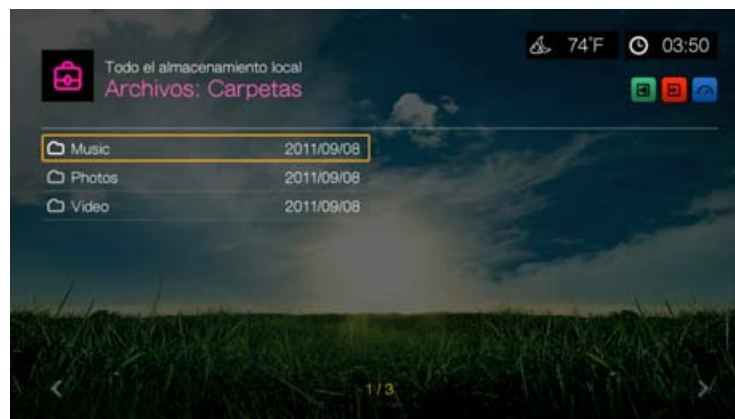 74°F 03:50
Todo el almacenamiento local
Archivos: Carpetas
Music 2011/09/08
Photos 2011/09/08
Video 2011/09/08
1/3